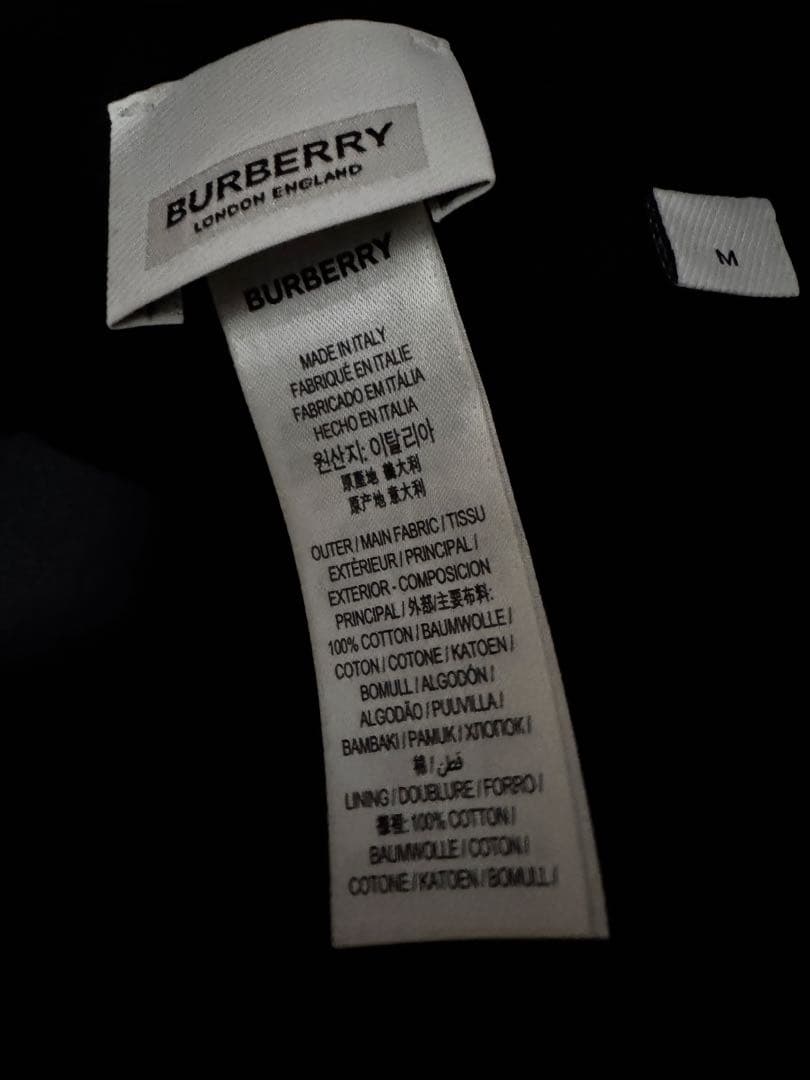 BURBERRY
LONDON ENGLAND
BURBERRY
MADE IN ITALY
FABRIQUÉ EN ITALIE
FABRICADO EM ITÁLIA
HECHO EN ITALIA
원산지: 이탈리아
原產地 義大利
原产地 意大利
OUTER / MAIN FABRIC / TISSU
EXTÈRIEUR / PRINCIPAL /
EXTERIOR - COMPOSICION
PRINCIPAL / 外部/主要布料:
100% COTTON / BAUMWOLLE /
COTON / COTONE / KATOEN /
BOMULL / ALGODÓN /
ALGODÃO / PUUVILLA /
BAMBAKI / PAMUK / ХЛОПОК /
棉 / قطن
LINING / DOUBLURE / FORRO /
100% COTTON /
BAUMWOLLE / COTON /
COTONE / KATOEN / BOMULL /
M